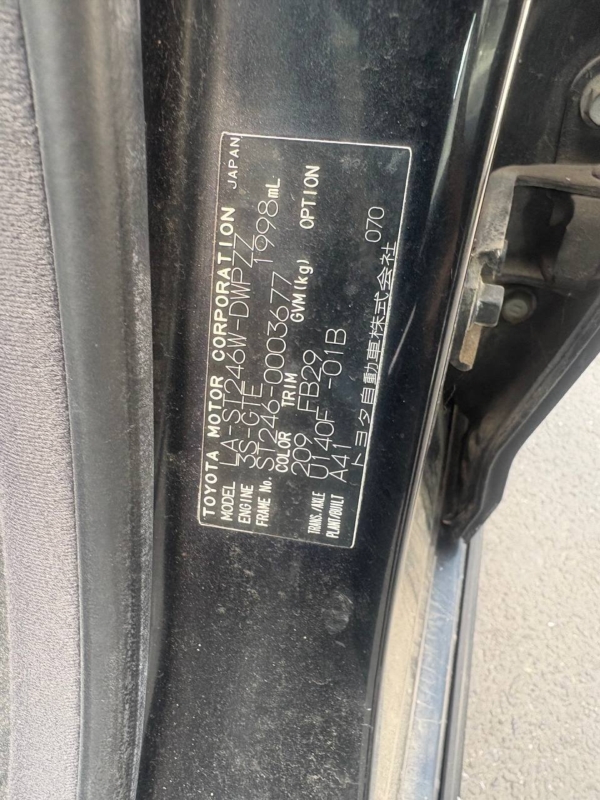 TOYOTA MOTOR CORPORATION JAPAN
MODEL LA-ST246W-DWPZZ
ENGINE 3S-GTE 1998mL
FRAME No. ST246-0003677
COLOR TRIM GVM(kg) OPTION
209 FB29
TRANS./AXLE U140F -01B
PLANT/BUILT A41 070
トヨタ自動車株式会社